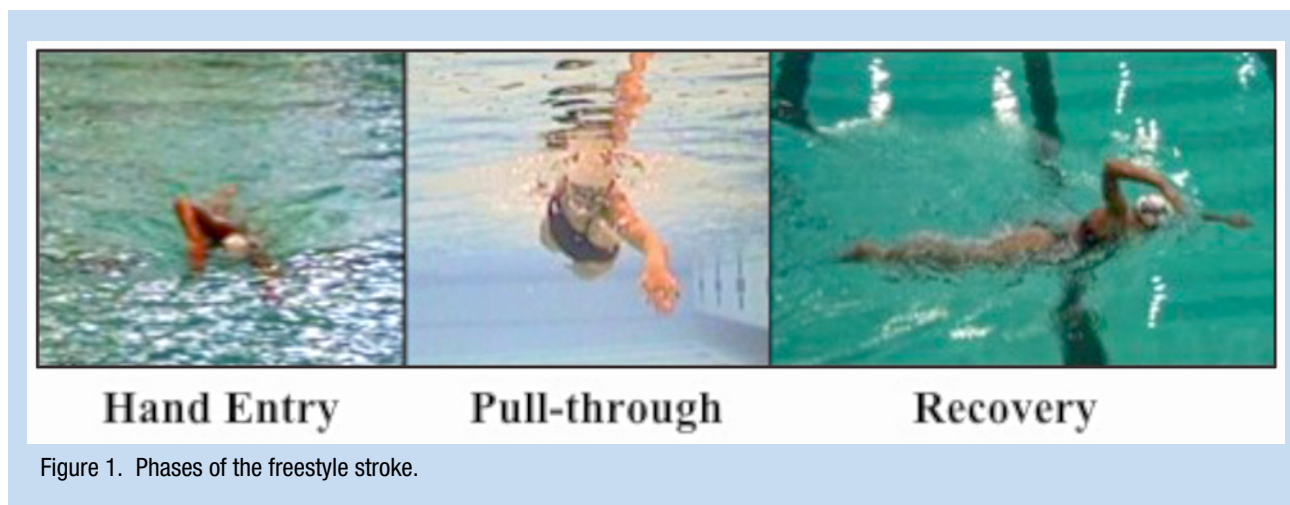 Hand Entry Pull-through Recovery
Figure 1. Phases of the freestyle stroke.